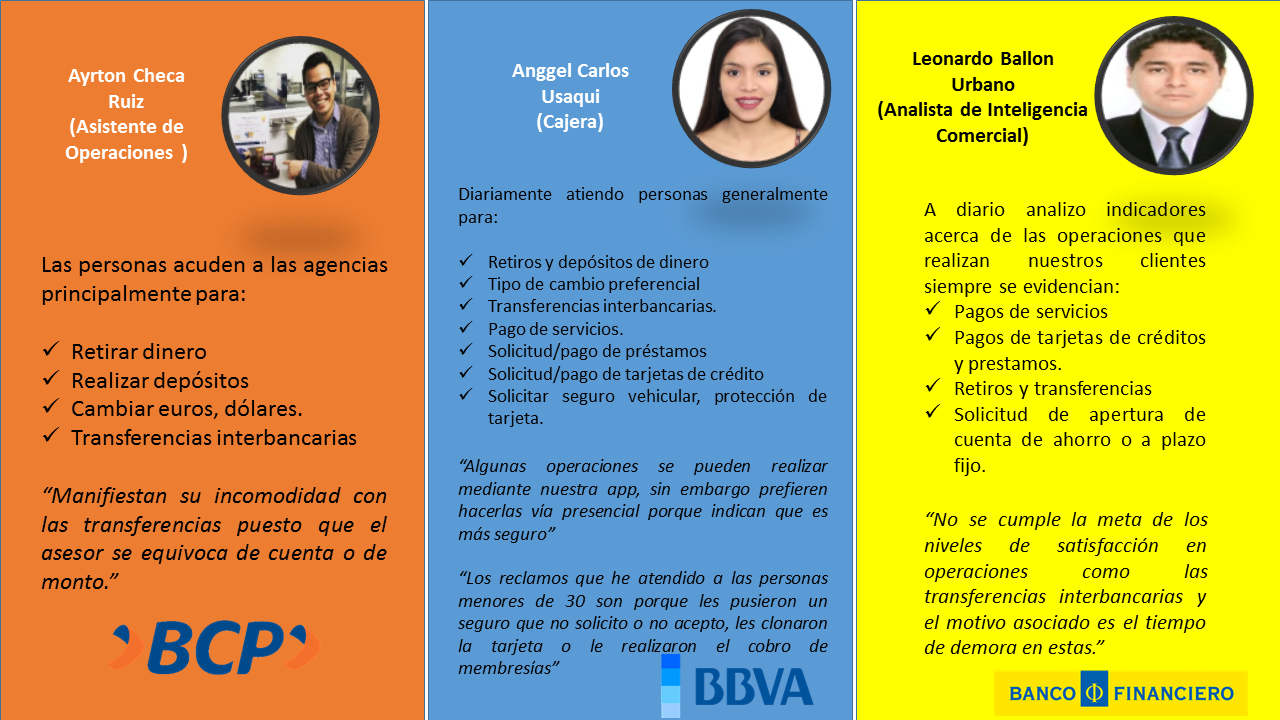 Ayrton Checa
Ruiz
(Asistente de
Operaciones )
Las personas acuden a las agencias
principalmente para:
✓ Retirar dinero
✓ Realizar depósitos
✓ Cambiar euros, dólares.
✓ Transferencias interbancarias
“Manifiestan su incomodidad con
las transferencias puesto que el
asesor se equivoca de cuenta o de
monto.”
BCP
Anggel Carlos
Usaqui
(Cajera)
Diariamente atiendo personas generalmente
para:
✓ Retiros y depósitos de dinero
✓ Tipo de cambio preferencial
✓ Transferencias interbancarias.
✓ Pago de servicios.
✓ Solicitud/pago de préstamos
✓ Solicitud/pago de tarjetas de crédito
✓ Solicitar seguro vehicular, protección de
tarjeta.
“Algunas operaciones se pueden realizar
mediante nuestra app, sin embargo prefieren
hacerlas vía presencial porque indican que es
más seguro”
“Los reclamos que he atendido a las personas
menores de 30 son porque les pusieron un
seguro que no solicito o no acepto, les clonaron
la tarjeta o le realizaron el cobro de
membresías”
BBVA
Leonardo Ballon
Urbano
(Analista de Inteligencia
Comercial)
A diario analizo indicadores
acerca de las operaciones que
realizan nuestros clientes
siempre se evidencian:
✓ Pagos de servicios
✓ Pagos de tarjetas de créditos
y prestamos.
✓ Retiros y transferencias
✓ Solicitud de apertura de
cuenta de ahorro o a plazo
fijo.
“No se cumple la meta de los
niveles de satisfacción en
operaciones como las
transferencias interbancarias y
el motivo asociado es el tiempo
de demora en estas.”
BANCO FINANCIERO